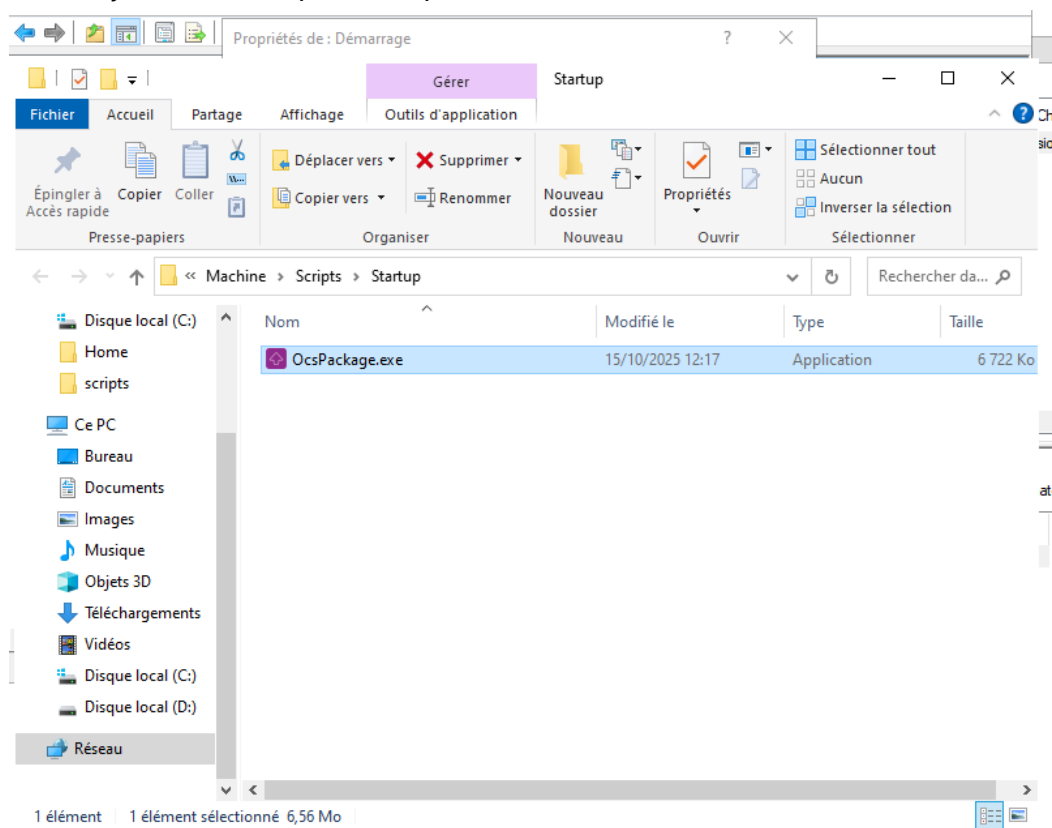 Propriétés de : Démarrage
?
Gérer
Startup
Fichier
Accueil
Partage
Affichage
Outils d'application
?
Ch
sio
Épingler à
Accès rapide
Copier
Coller
Déplacer vers
Copier vers
Supprimer
Renommer
Nouveau
dossier
Propriétés
Sélectionner tout
Aucun
Inverser la sélection
Presse-papiers
Organiser
Nouveau
Ouvrir
Sélectionner
« Machine > Scripts > Startup
Rechercher da...
Disque local (C:)
Home
scripts
Ce PC
Bureau
Documents
Images
Musique
Objets 3D
Téléchargements
Vidéos
Disque local (C:)
Disque local (D:)
Réseau
Nom
Modifié le
Type
Taille
OcsPackage.exe
15/10/2025 12:17
Application
6 722 Ko
at
1 élément
1 élément sélectionné 6,56 Mo